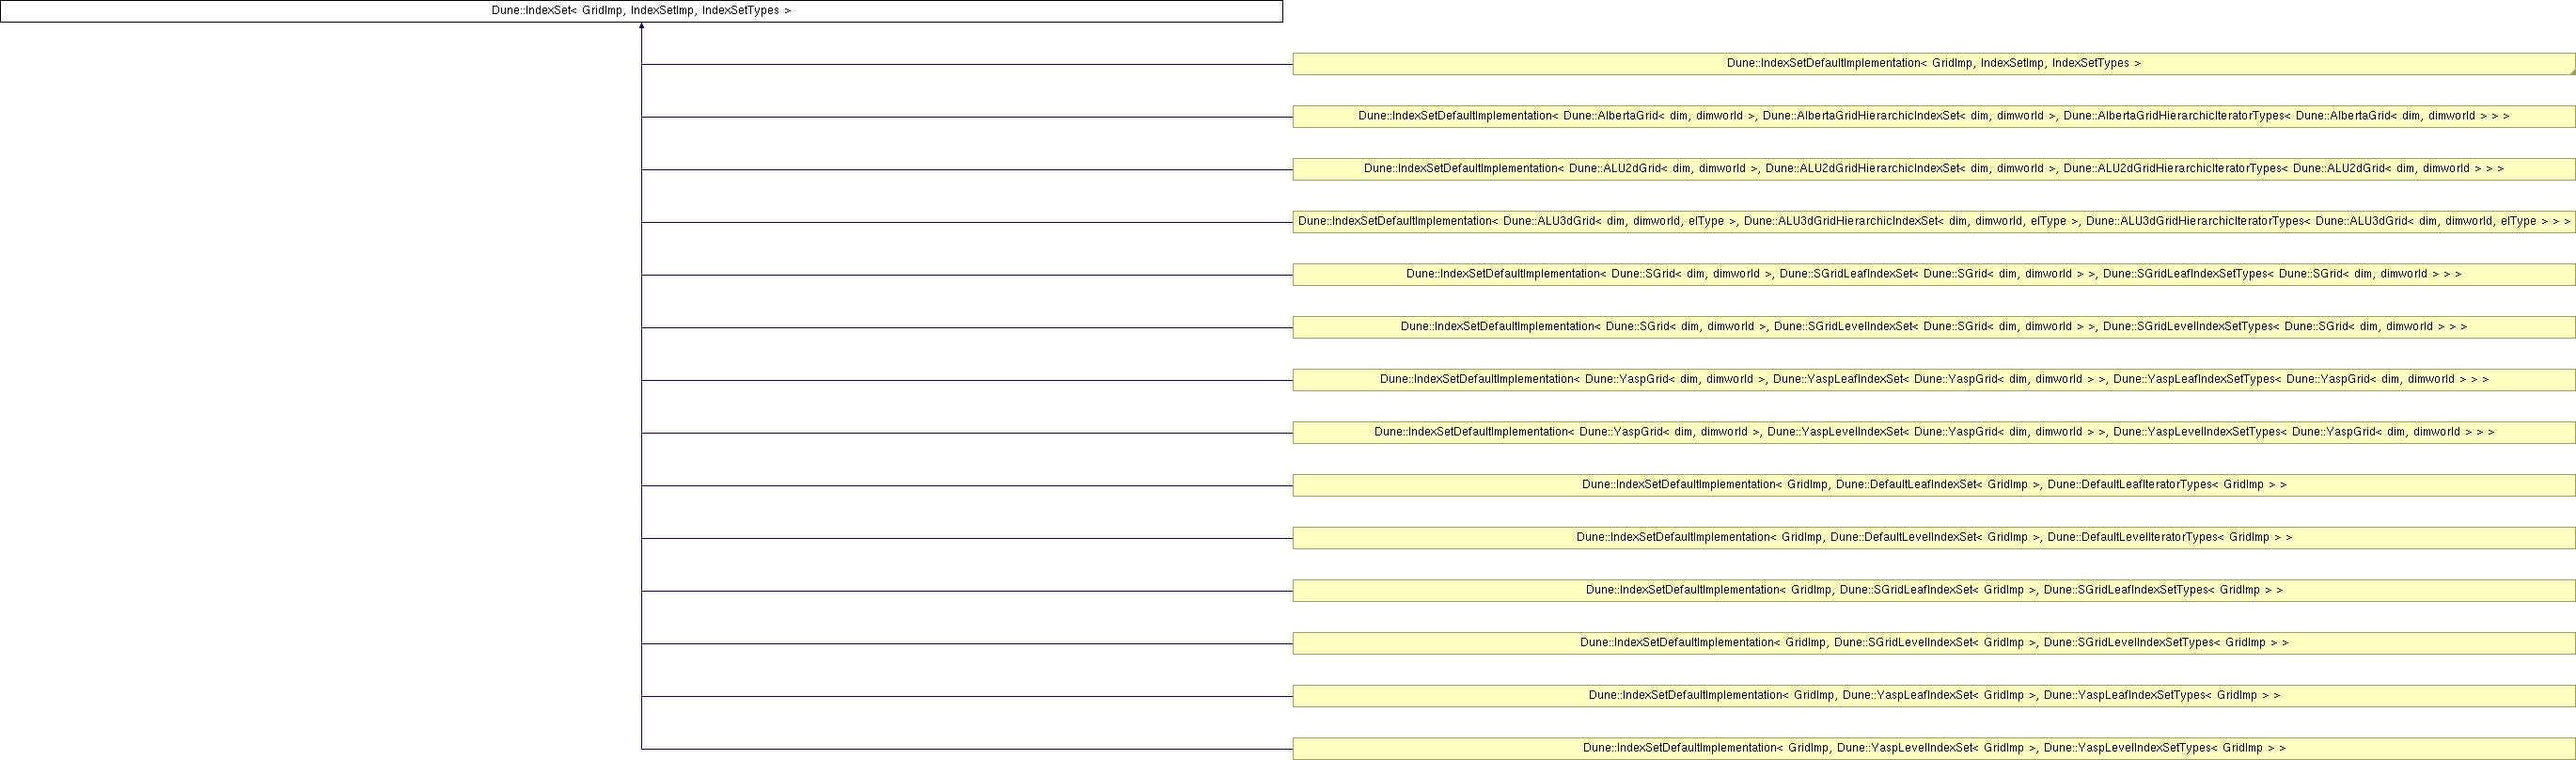 Dune::IndexSet< GridImp, IndexSetImp, IndexSetTypes >
Dune::IndexSetDefaultImplementation< GridImp, IndexSetImp, IndexSetTypes >
Dune::IndexSetDefaultImplementation< Dune::AlbertaGrid< dim, dimworld >, Dune::AlbertaGridHierarchicIndexSet< dim, dimworld >, Dune::AlbertaGridHierarchicIteratorTypes< Dune::AlbertaGrid< dim, dimworld > > >
Dune::IndexSetDefaultImplementation< Dune::ALU2dGrid< dim, dimworld >, Dune::ALU2dGridHierarchicIndexSet< dim, dimworld >, Dune::ALU2dGridHierarchicIteratorTypes< Dune::ALU2dGrid< dim, dimworld > > >
Dune::IndexSetDefaultImplementation< Dune::ALU3dGrid< dim, dimworld, elType >, Dune::ALU3dGridHierarchicIndexSet< dim, dimworld, elType >, Dune::ALU3dGridHierarchicIteratorTypes< Dune::ALU3dGrid< dim, dimworld, elType > > >
Dune::IndexSetDefaultImplementation< Dune::SGrid< dim, dimworld >, Dune::SGridLeafIndexSet< Dune::SGrid< dim, dimworld > >, Dune::SGridLeafIndexSetTypes< Dune::SGrid< dim, dimworld > > >
Dune::IndexSetDefaultImplementation< Dune::SGrid< dim, dimworld >, Dune::SGridLevelIndexSet< Dune::SGrid< dim, dimworld > >, Dune::SGridLevelIndexSetTypes< Dune::SGrid< dim, dimworld > > >
Dune::IndexSetDefaultImplementation< Dune::YaspGrid< dim, dimworld >, Dune::YaspLeafIndexSet< Dune::YaspGrid< dim, dimworld > >, Dune::YaspLeafIndexSetTypes< Dune::YaspGrid< dim, dimworld > > >
Dune::IndexSetDefaultImplementation< Dune::YaspGrid< dim, dimworld >, Dune::YaspLevelIndexSet< Dune::YaspGrid< dim, dimworld > >, Dune::YaspLevelIndexSetTypes< Dune::YaspGrid< dim, dimworld > > >
Dune::IndexSetDefaultImplementation< GridImp, Dune::DefaultLeafIndexSet< GridImp >, Dune::DefaultLeafIteratorTypes< GridImp > >
Dune::IndexSetDefaultImplementation< GridImp, Dune::DefaultLevelIndexSet< GridImp >, Dune::DefaultLevelIteratorTypes< GridImp > >
Dune::IndexSetDefaultImplementation< GridImp, Dune::SGridLeafIndexSet< GridImp >, Dune::SGridLeafIndexSetTypes< GridImp > >
Dune::IndexSetDefaultImplementation< GridImp, Dune::SGridLevelIndexSet< GridImp >, Dune::SGridLevelIndexSetTypes< GridImp > >
Dune::IndexSetDefaultImplementation< GridImp, Dune::YaspLeafIndexSet< GridImp >, Dune::YaspLeafIndexSetTypes< GridImp > >
Dune::IndexSetDefaultImplementation< GridImp, Dune::YaspLevelIndexSet< GridImp >, Dune::YaspLevelIndexSetTypes< GridImp > >